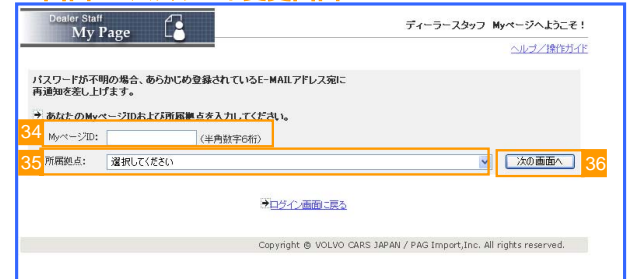 Dealer Staff
My Page
ディーラースタッフ Myページへようこそ!
ヘルプ/操作ガイド
パスワードが不明の場合、あらかじめ登録されているE-MAILアドレス宛に
再通知を差し上げます。
あなたのMyページIDおよび所属拠点を入力してください。
34 MyページID: (半角数字6桁)
35 所属拠点: 選択してください 次の画面へ 36
ログイン画面に戻る
Copyright © VOLVO CARS JAPAN / PAG Import,Inc. All rights reserved.